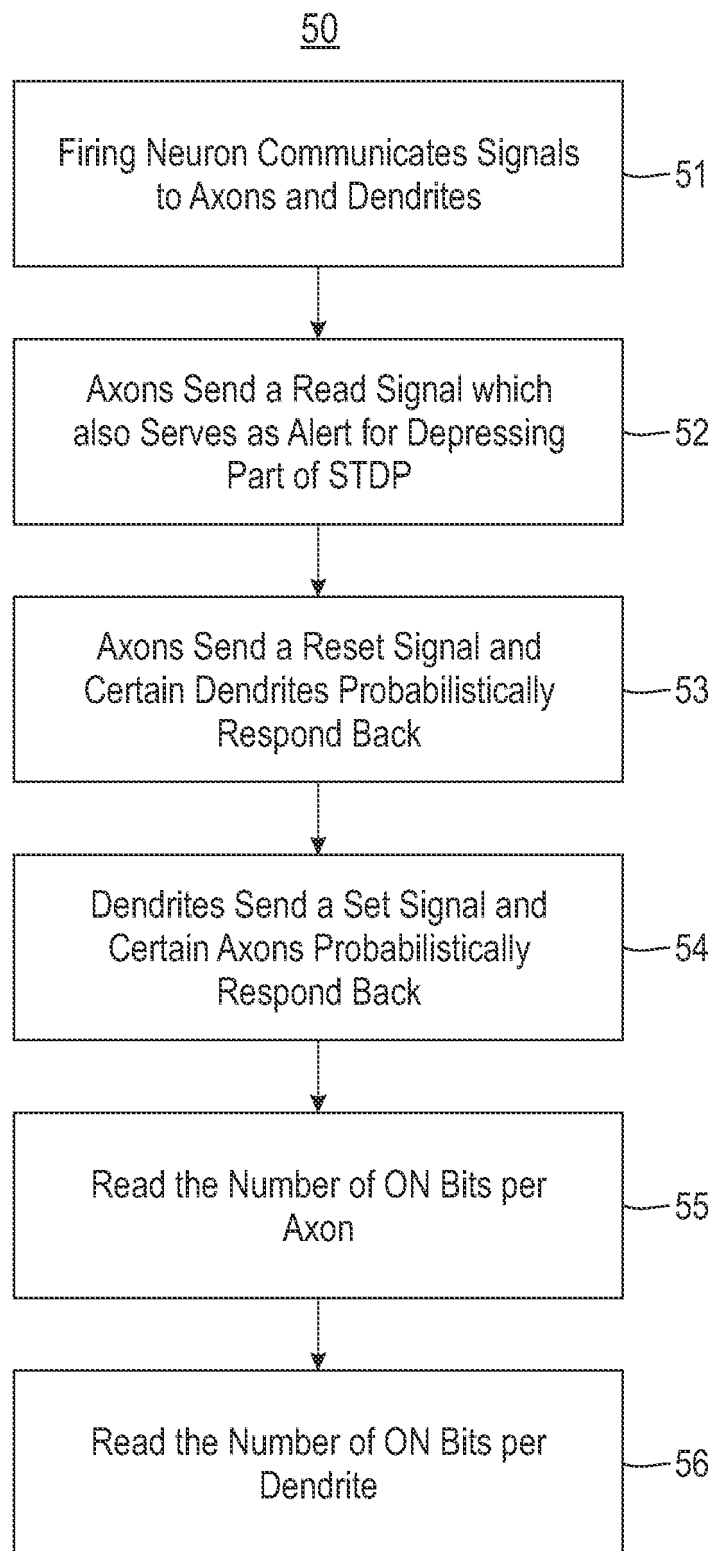 50
Firing Neuron Communicates Signals
to Axons and Dendrites
51
Axons Send a Read Signal which
also Serves as Alert for Depressing
Part of STDP
52
Axons Send a Reset Signal and
Certain Dendrites Probabilistically
Respond Back
53
Dendrites Send a Set Signal and
Certain Axons Probabilistically
Respond Back
54
Read the Number of ON Bits per
Axon
55
Read the Number of ON Bits per
Dendrite
56